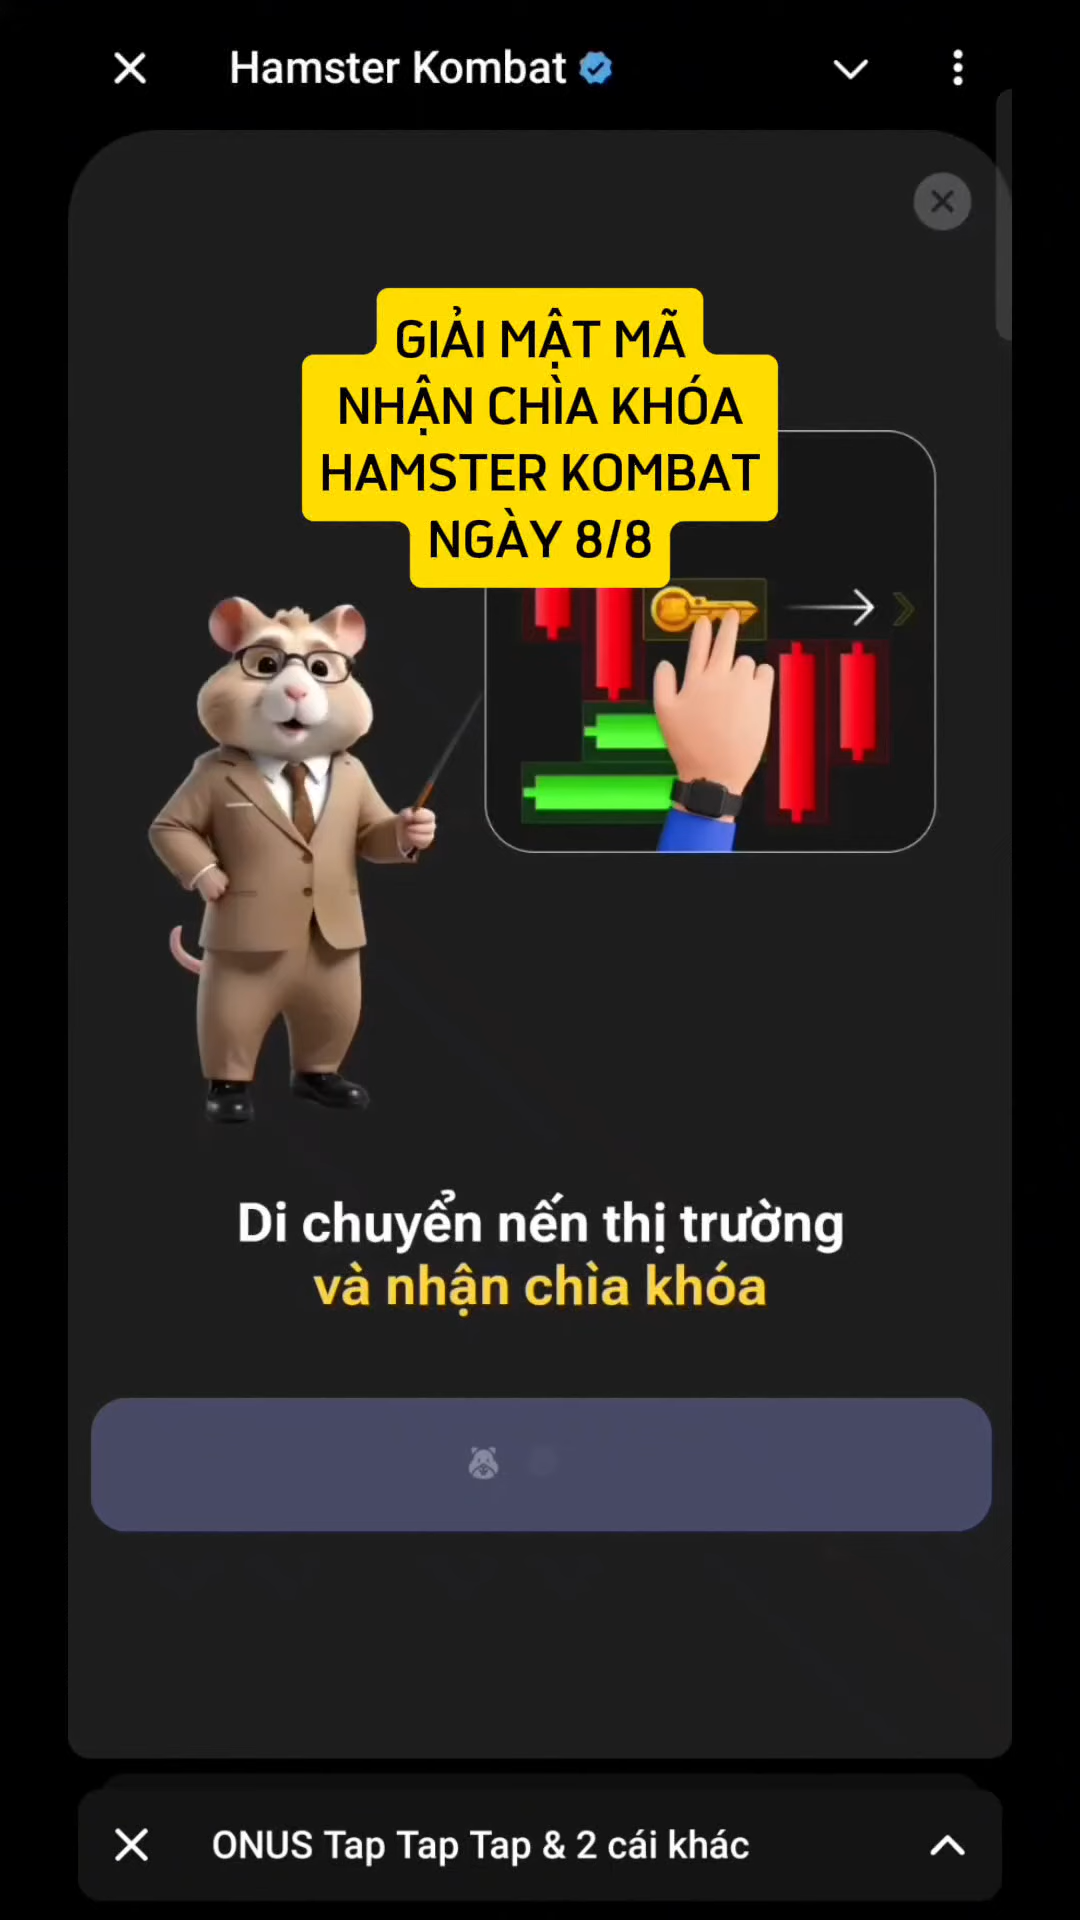 Hamster Kombat
GIẢI MẬT MÃ
NHẬN CHÌA KHÓA
HAMSTER KOMBAT
NGÀY 8/8
Di chuyển nến thị trường
và nhận chìa khóa
ONUS Tap Tap Tap & 2 cái khác